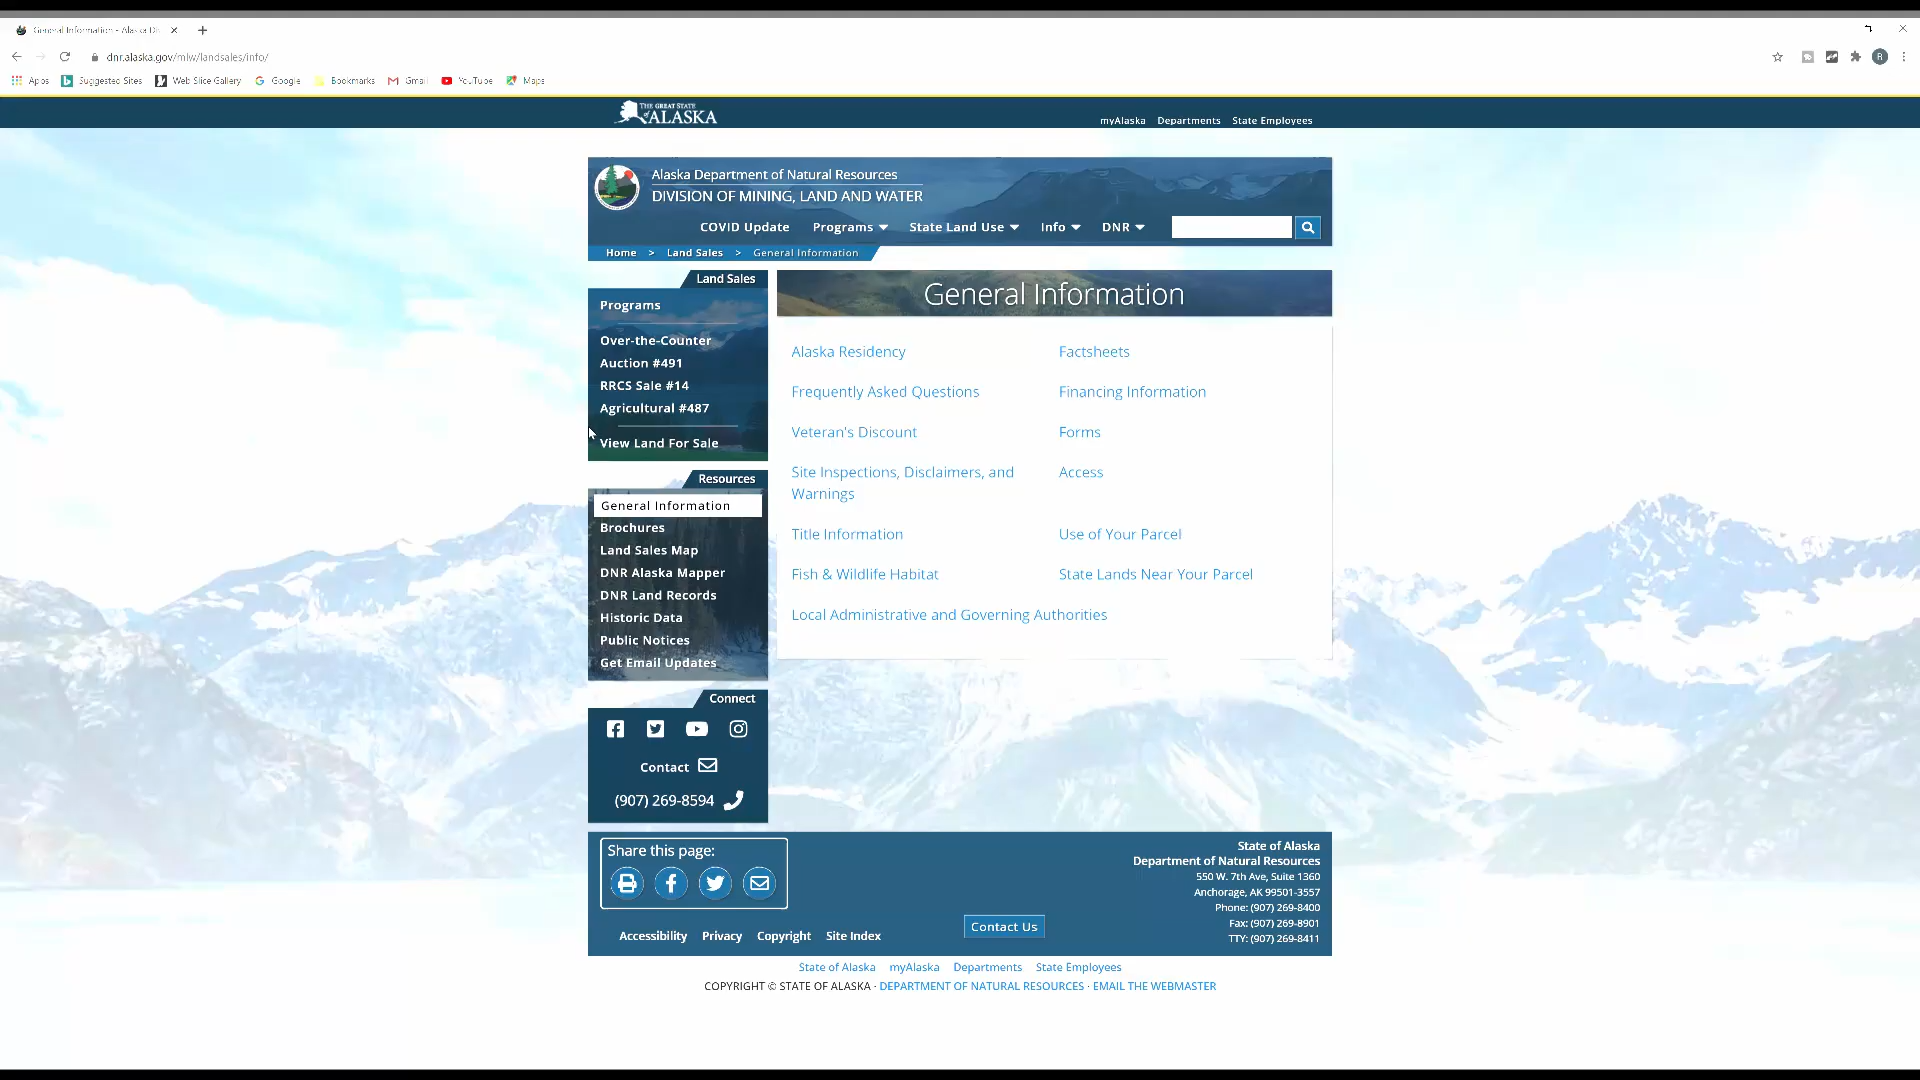 General Information - Alaska De
dnr.alaska.gov/mlw/landsales/info/
R
Apps Suggested Sites Web Slice Gallery Google Bookmarks Gmail YouTube Maps
THE GREAT STATE
of ALASKA
myAlaska Departments State Employees
Alaska Department of Natural Resources
DIVISION OF MINING, LAND AND WATER
COVID Update Programs State Land Use Info DNR
Home > Land Sales > General Information
Land Sales
Programs
Over-the-Counter
Auction #491
RRCS Sale #14
Agricultural #487
View Land For Sale
Resources
General Information
Brochures
Land Sales Map
DNR Alaska Mapper
DNR Land Records
Historic Data
Public Notices
Get Email Updates
Connect
Contact
(907) 269-8594
General Information
Alaska Residency Factsheets
Frequently Asked Questions Financing Information
Veteran's Discount Forms
Site Inspections, Disclaimers, and Access
Warnings
Title Information Use of Your Parcel
Fish & Wildlife Habitat State Lands Near Your Parcel
Local Administrative and Governing Authorities
Share this page:
Accessibility Privacy Copyright Site Index
Contact Us
State of Alaska
Department of Natural Resources
550 W. 7th Ave, Suite 1360
Anchorage, AK 99501-3557
Phone: (907) 269-8400
Fax: (907) 269-8901
TTY: (907) 269-8411
State of Alaska myAlaska Departments State Employees
COPYRIGHT © STATE OF ALASKA · DEPARTMENT OF NATURAL RESOURCES · EMAIL THE WEBMASTER